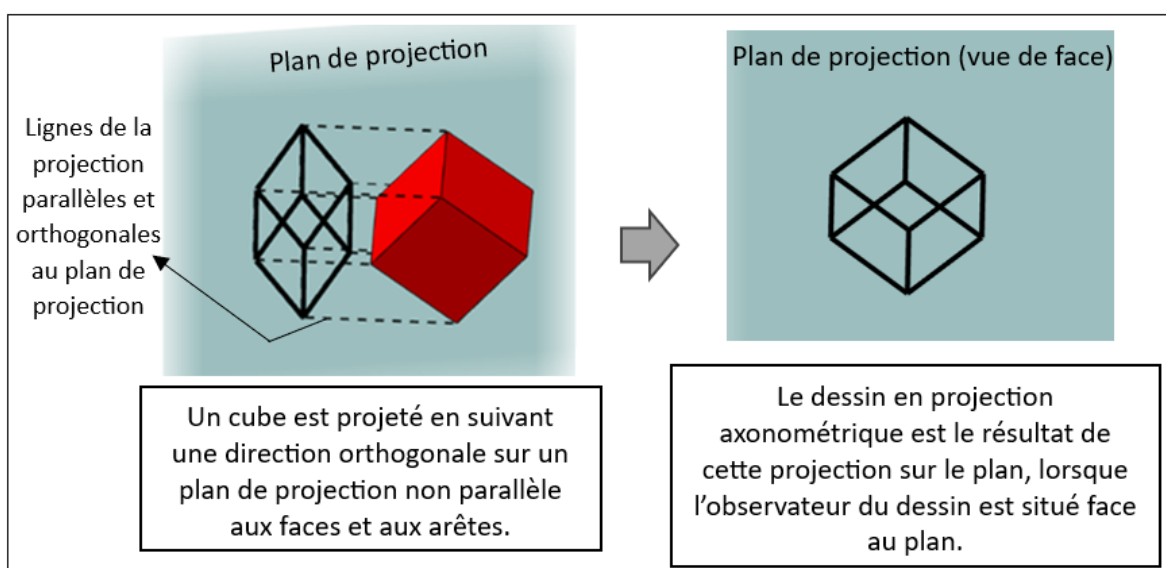 Plan de projection
Lignes de la
projection
parallèles et
orthogonales
au plan de
projection
Un cube est projeté en suivant
une direction orthogonale sur un
plan de projection non parallèle
aux faces et aux arêtes.
Plan de projection (vue de face)
Le dessin en projection
axonométrique est le résultat de
cette projection sur le plan, lorsque
l’observateur du dessin est situé face
au plan.